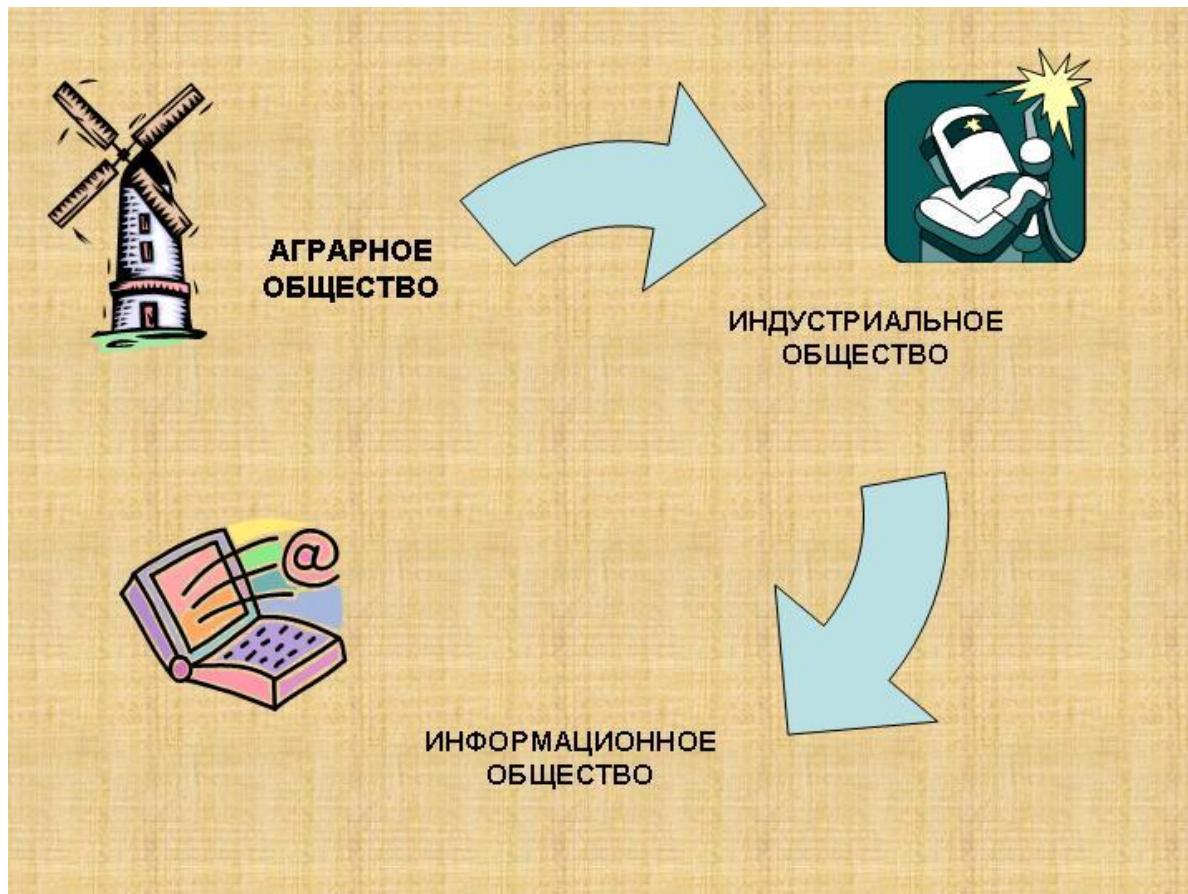 АГРАРНОЕ
ОБЩЕСТВО
ИНДУСТРИАЛЬНОЕ
ОБЩЕСТВО
@
ИНФОРМАЦИОННОЕ
ОБЩЕСТВО